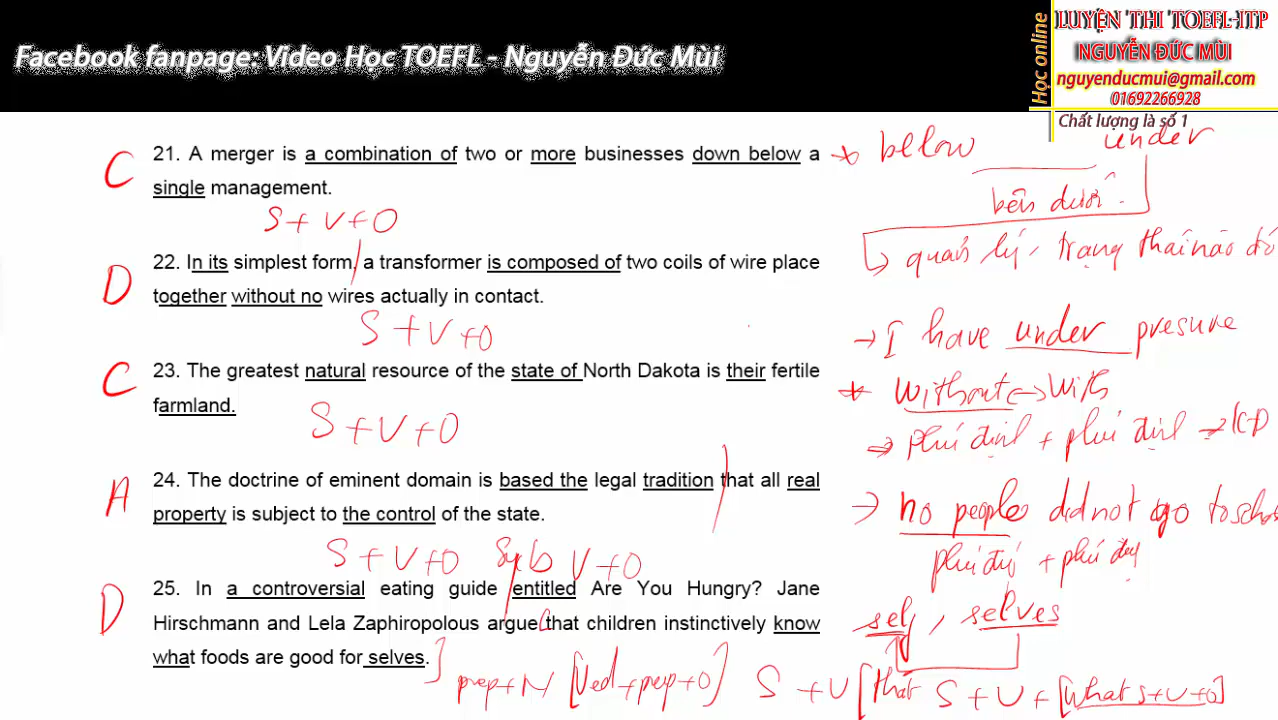 Facebook fanpage: Video Học TOEFL - Nguyễn Đức Mùi
Học online
LUYỆN THI TOEFL-ITP
NGUYỄN ĐỨC MÙI
nguyenducmui@gmail.com
01692266928
Chất lượng là số 1
C
21. A merger is a combination of two or more businesses down below a
single management.
S + V + O
D
22. In its simplest form, a transformer is composed of two coils of wire place
together without no wires actually in contact.
S + V + O
C
23. The greatest natural resource of the state of North Dakota is their fertile
farmland.
S + V + O
A
24. The doctrine of eminent domain is based the legal tradition that all real
property is subject to the control of the state.
S + V + O V + O
D
25. In a controversial eating guide entitled Are You Hungry? Jane
Hirschmann and Lela Zaphiropolous argue that children instinctively know
what foods are good for selves.
prep + N [Ved + prep + O] S + V [that S + V + [what S + V + O]
* below under
bên dưới
↳ quản lý, trạng thái nào đó
→ I have under presure
* without ↔ with
→ phủ định + phủ định → KĐ
→ no people did not go to
phủ định + phủ
self, selves